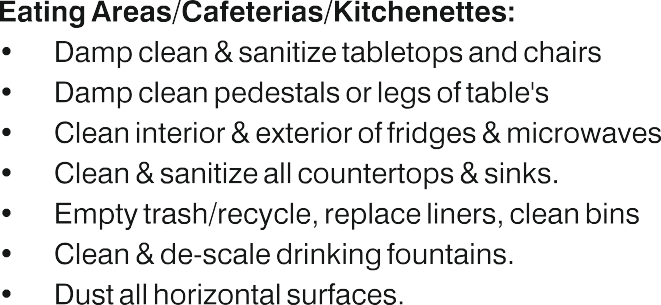 Eating Areas/Cafeterias/Kitchenettes:
• Damp clean & sanitize tabletops and chairs
• Damp clean pedestals or legs of table's
• Clean interior & exterior of fridges & microwaves
• Clean & sanitize all countertops & sinks.
• Empty trash/recycle, replace liners, clean bins
• Clean & de-scale drinking fountains.
• Dust all horizontal surfaces.